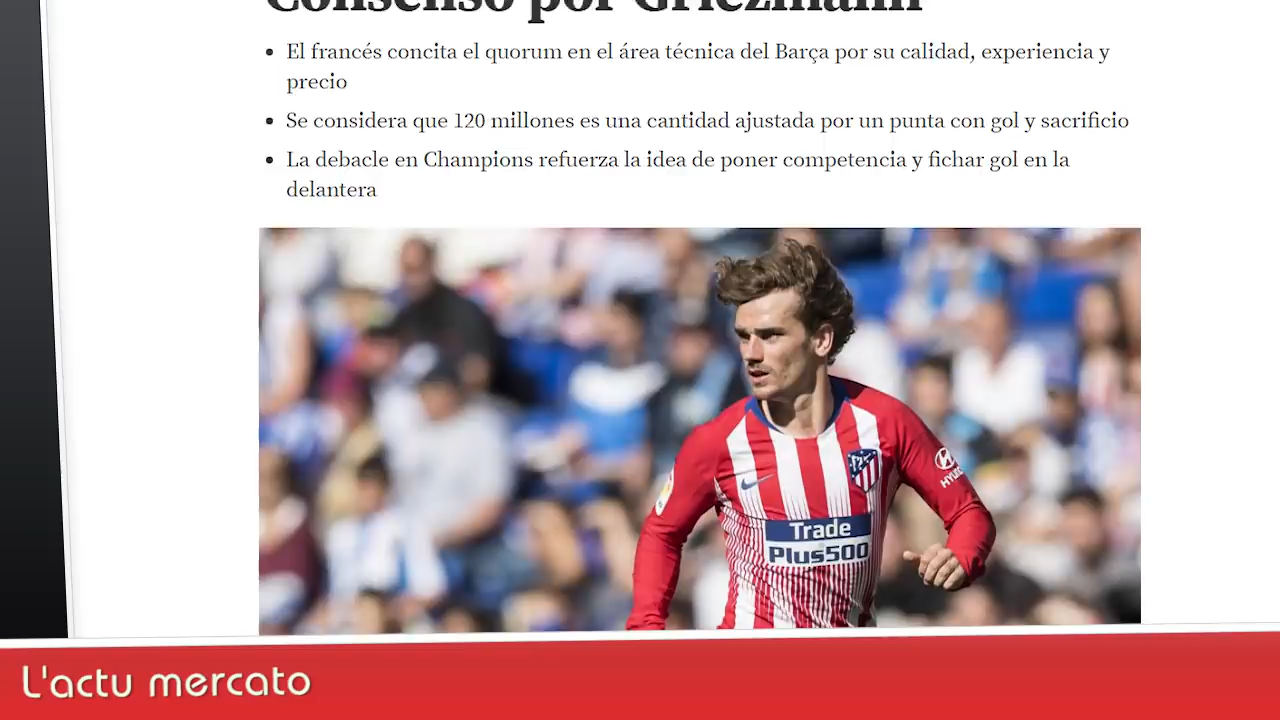 Consenso por Griezmann
El francés concita el quorum en el área técnica del Barça por su calidad, experiencia y
precio
Se considera que 120 millones es una cantidad ajustada por un punta con gol y sacrificio
La debacle en Champions refuerza la idea de poner competencia y fichar gol en la
delantera
HYU
Trade
Plus500
L'actu mercato